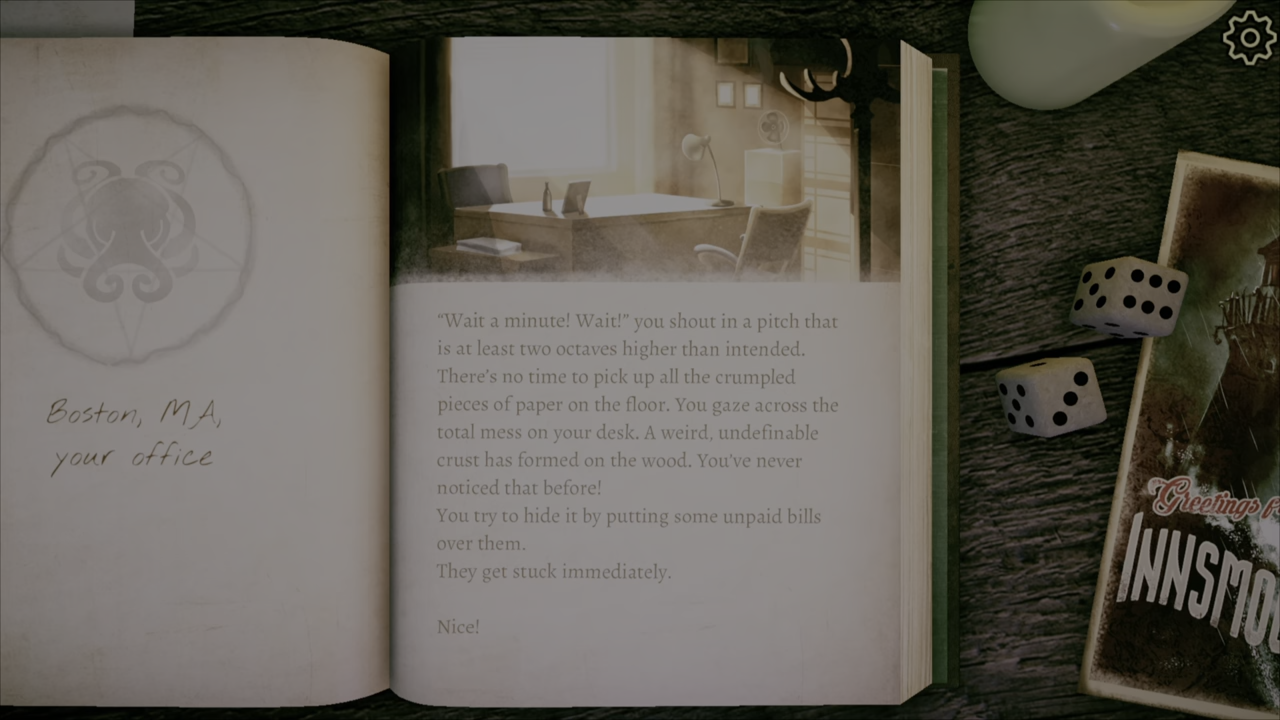 Boston, MA,
your office
“Wait a minute! Wait!” you shout in a pitch that
is at least two octaves higher than intended.
There’s no time to pick up all the crumpled
pieces of paper on the floor. You gaze across the
total mess on your desk. A weird, undefinable
crust has formed on the wood. You’ve never
noticed that before!
You try to hide it by putting some unpaid bills
over them.
They get stuck immediately.
Nice!
Greetings